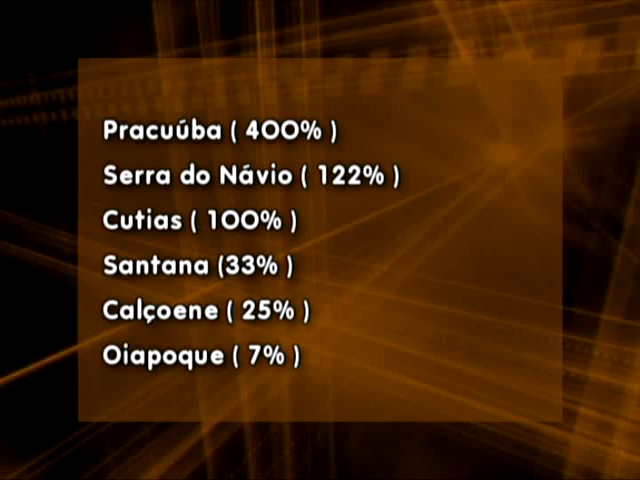 Pracuúba ( 400% )
Serra do Návio ( 122% )
Cutias ( 100% )
Santana (33% )
Calçoene ( 25% )
Oiapoque ( 7% )